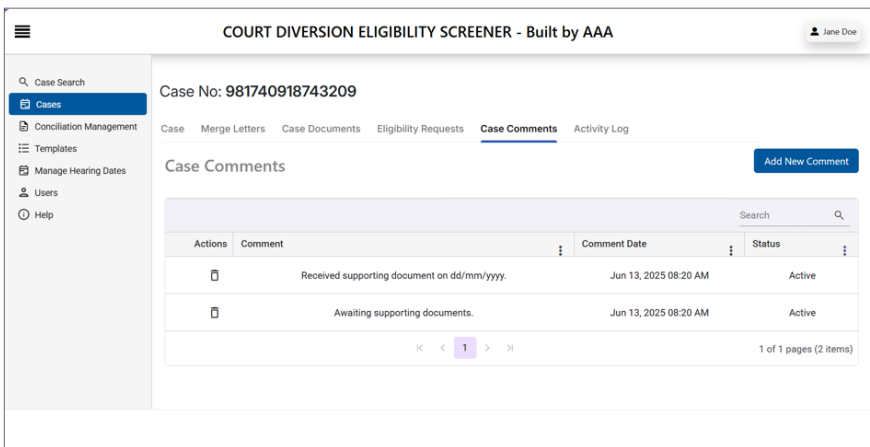 COURT DIVERSION ELIGIBILITY SCREENER - Built by AAA
Jane Doe
Case Search
Cases
Conciliation Management
Templates
Manage Hearing Dates
Users
Help
Case No: 981740918743209
Case Merge Letters Case Documents Eligibility Requests Case Comments Activity Log
Case Comments
Add New Comment
Search
Actions Comment Comment Date Status
Received supporting document on dd/mm/yyyy. Jun 13, 2025 08:20 AM Active
Awaiting supporting documents. Jun 13, 2025 08:20 AM Active
1
1 of 1 pages (2 items)